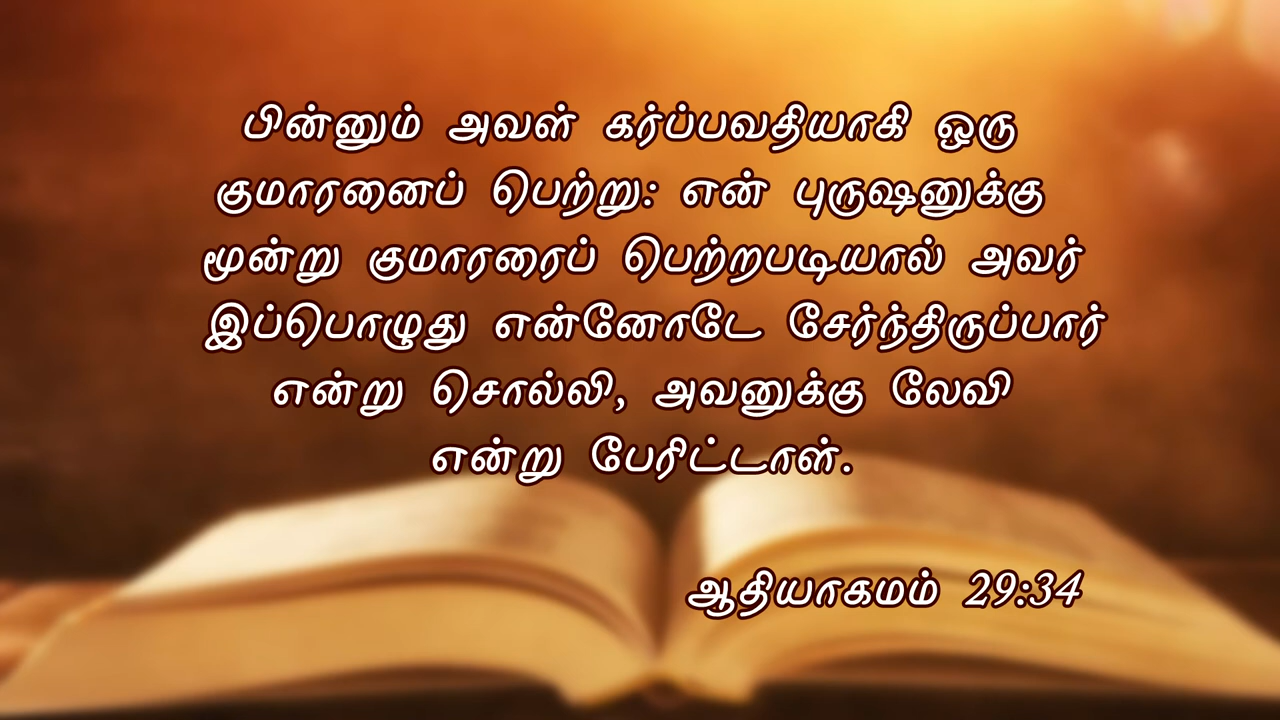 பின்னும் அவள் கர்ப்பவதியாகி ஒரு
குமாரனைப் பெற்று: என் புருஷனுக்கு
மூன்று குமாரரைப் பெற்றபடியால் அவர்
இப்பொழுது என்னோடே சேர்ந்திருப்பார்
என்று சொல்லி, அவனுக்கு லேவி
என்று பேரிட்டாள்.
ஆதியாகமம் 29:34